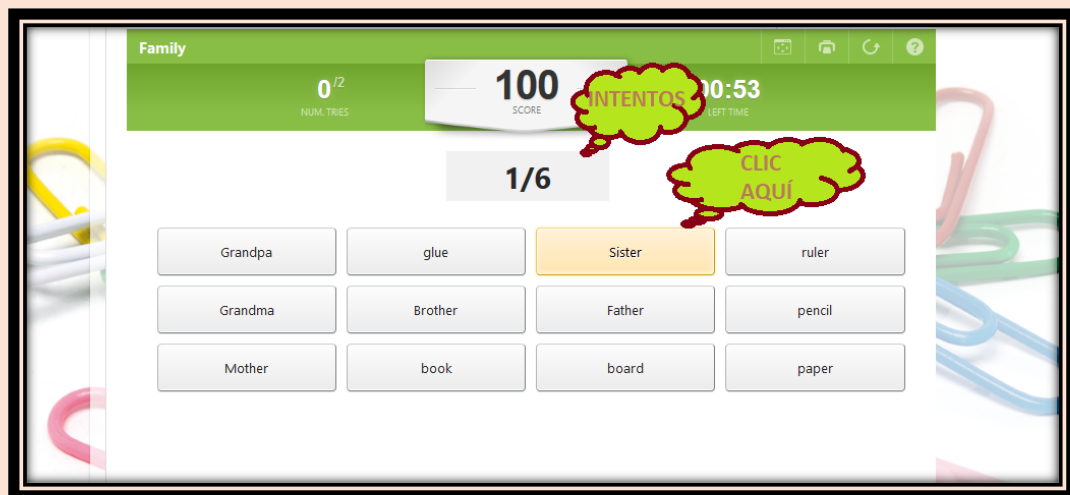 Family
0/2
NUM. TRIES
100
SCORE
INTENTOS
00:53
LEFT TIME
1/6
CLIC
AQUÍ
Grandpa glue Sister ruler
Grandma Brother Father pencil
Mother book board paper